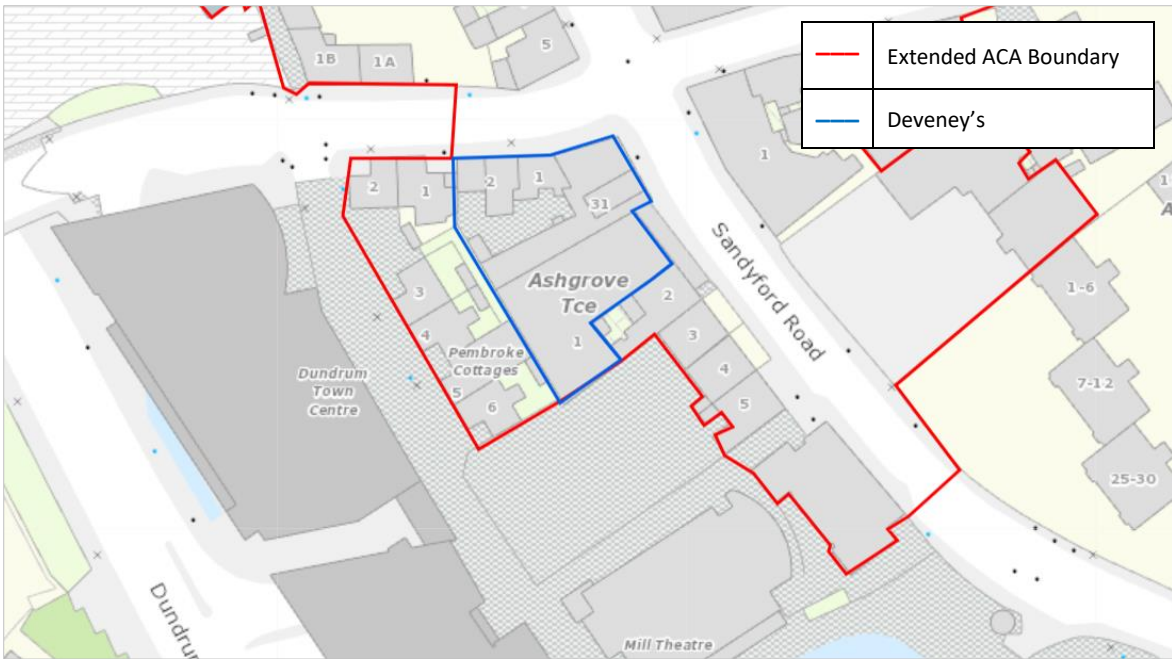 1B
1A
5
Extended ACA Boundary
Deveney's
1
2
1
2
1
31
Sandyford Road
Ashgrove
Tce
1
2
3
4
5
3
4
5
6
Pembroke
Cottages
Dundrum
Town
Centre
1-6
7-12
25-30
Mill Theatre